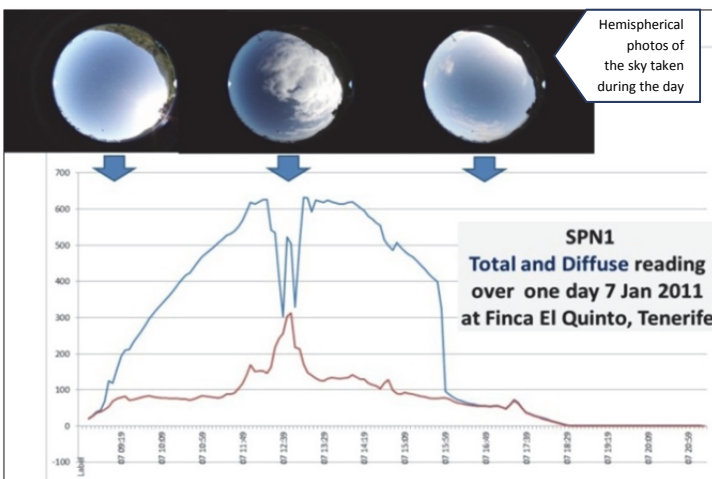 Hemispherical
photos of
the sky taken
during the day
700
600
500
400
300
200
100
0
-100
SPN1
Total and Diffuse reading
over one day 7 Jan 2011
at Finca El Quinto, Tenerife
Label
07 09:19
07 10:09
07 10:59
07 11:49
07 12:39
07 13:29
07 14:19
07 15:09
07 15:59
07 16:49
07 17:39
07 18:29
07 19:19
07 20:09
07 20:59